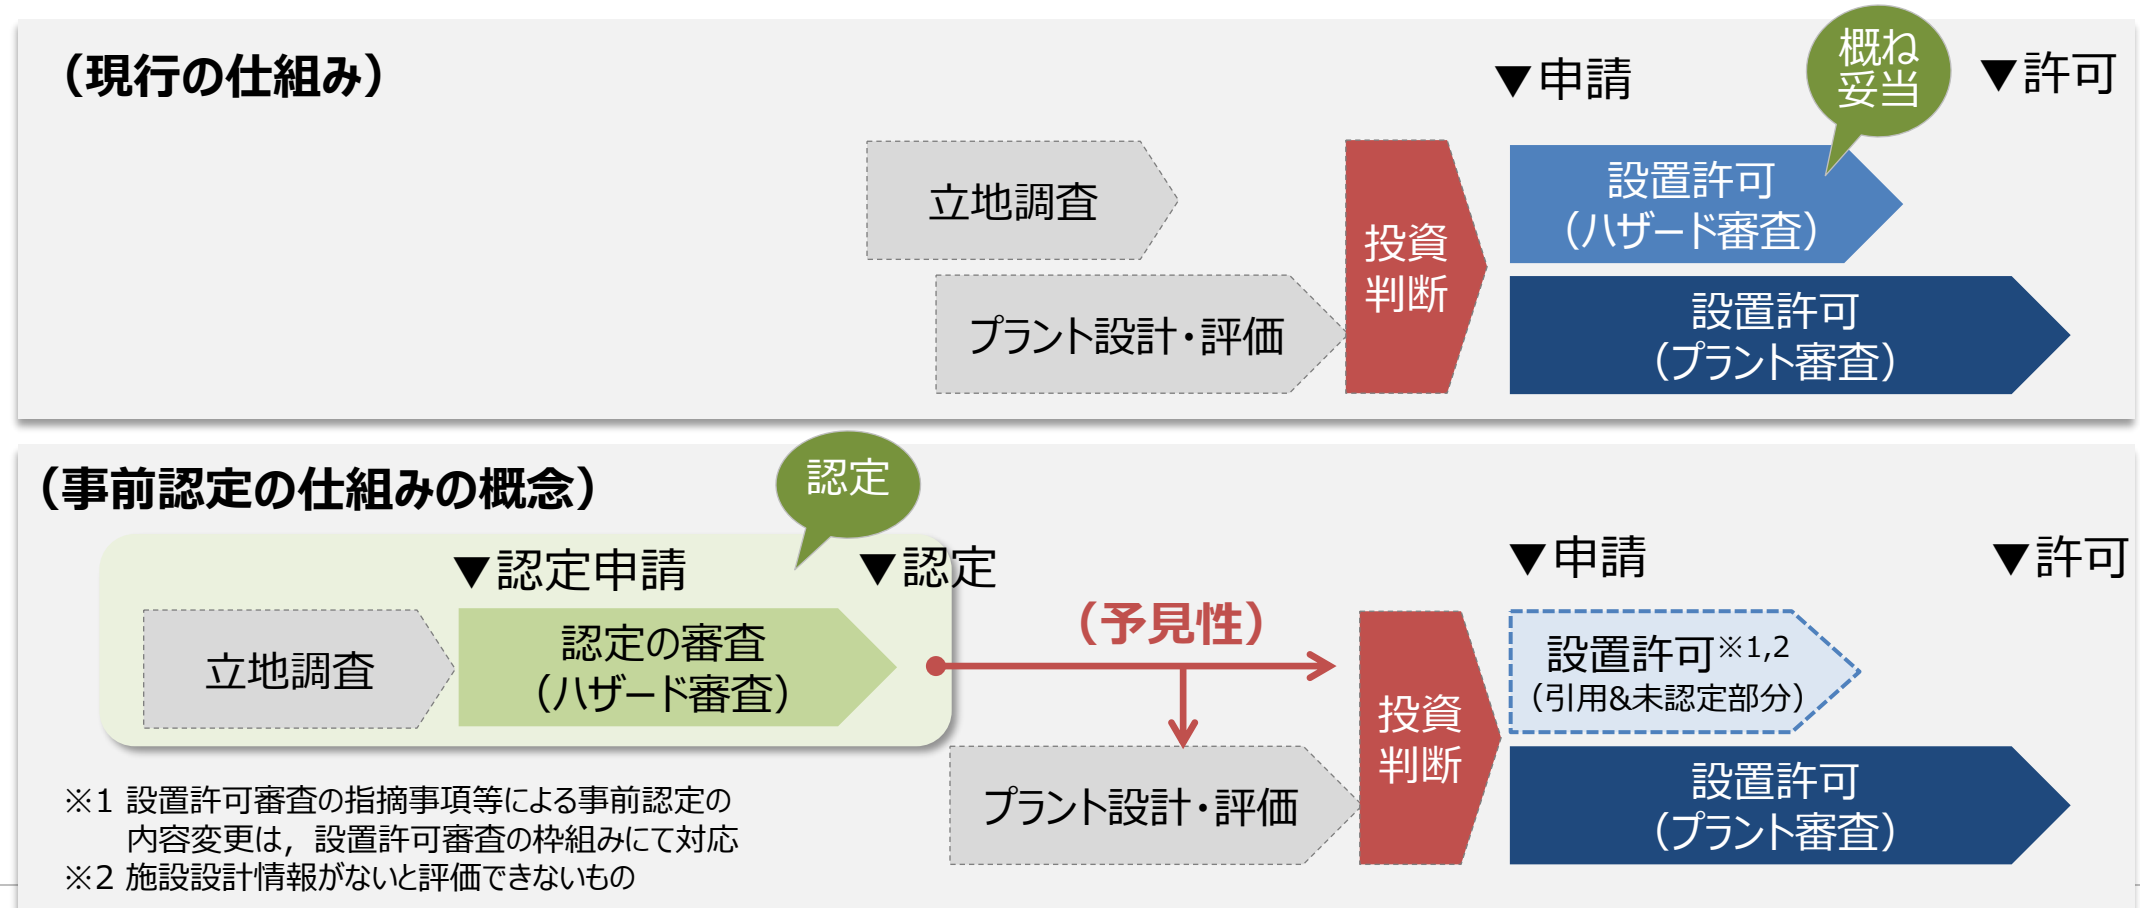 （現行の仕組み）
▼申請
概ね
妥当
▼許可
立地調査
プラント設計・評価
投資
判断
設置許可
（ハザード審査）
設置許可
（プラント審査）
（事前認定の仕組みの概念）
認定
▼認定申請
▼認定
立地調査
認定の審査
（ハザード審査）
（予見性）
プラント設計・評価
投資
判断
▼申請
▼許可
設置許可※1,2
（引用&未認定部分）
設置許可
（プラント審査）
※1 設置許可審査の指摘事項等による事前認定の
内容変更は，設置許可審査の枠組みにて対応
※2 施設設計情報がないと評価できないもの